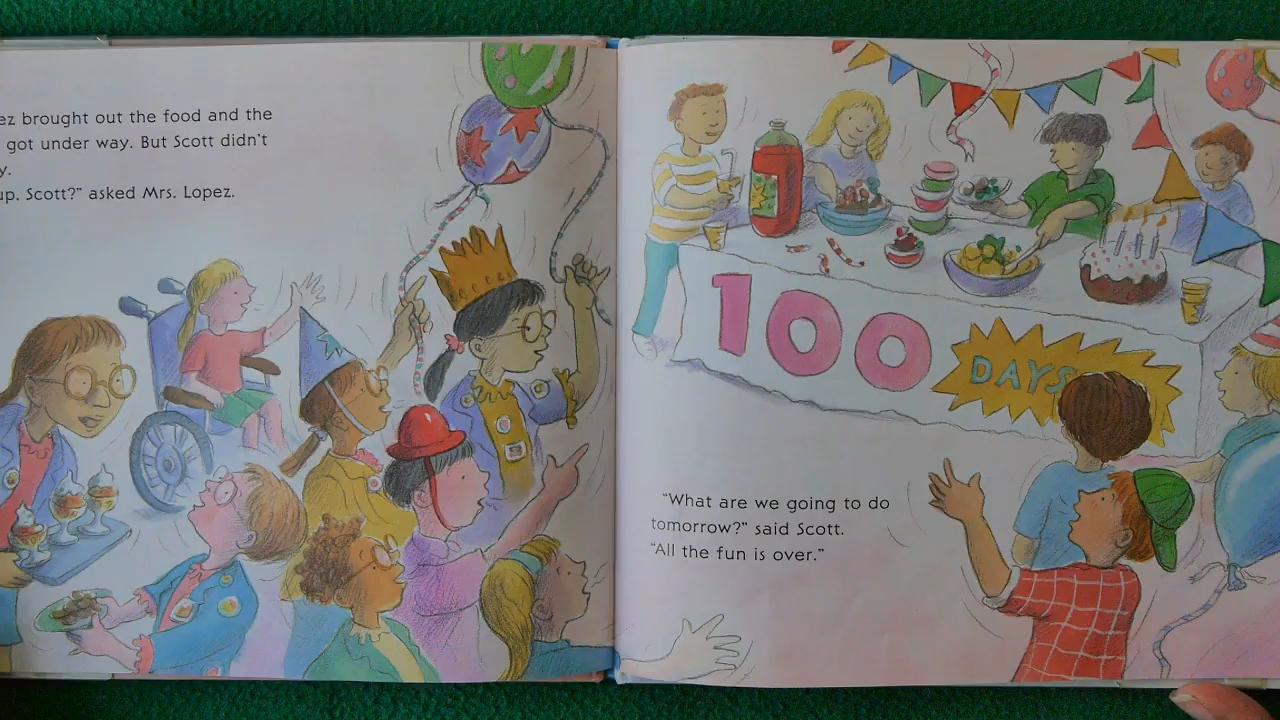 ez brought out the food and the
got under way. But Scott didn't
y.
up, Scott?" asked Mrs. Lopez.
100
DAYS
"What are we going to do
tomorrow?" said Scott.
"All the fun is over."